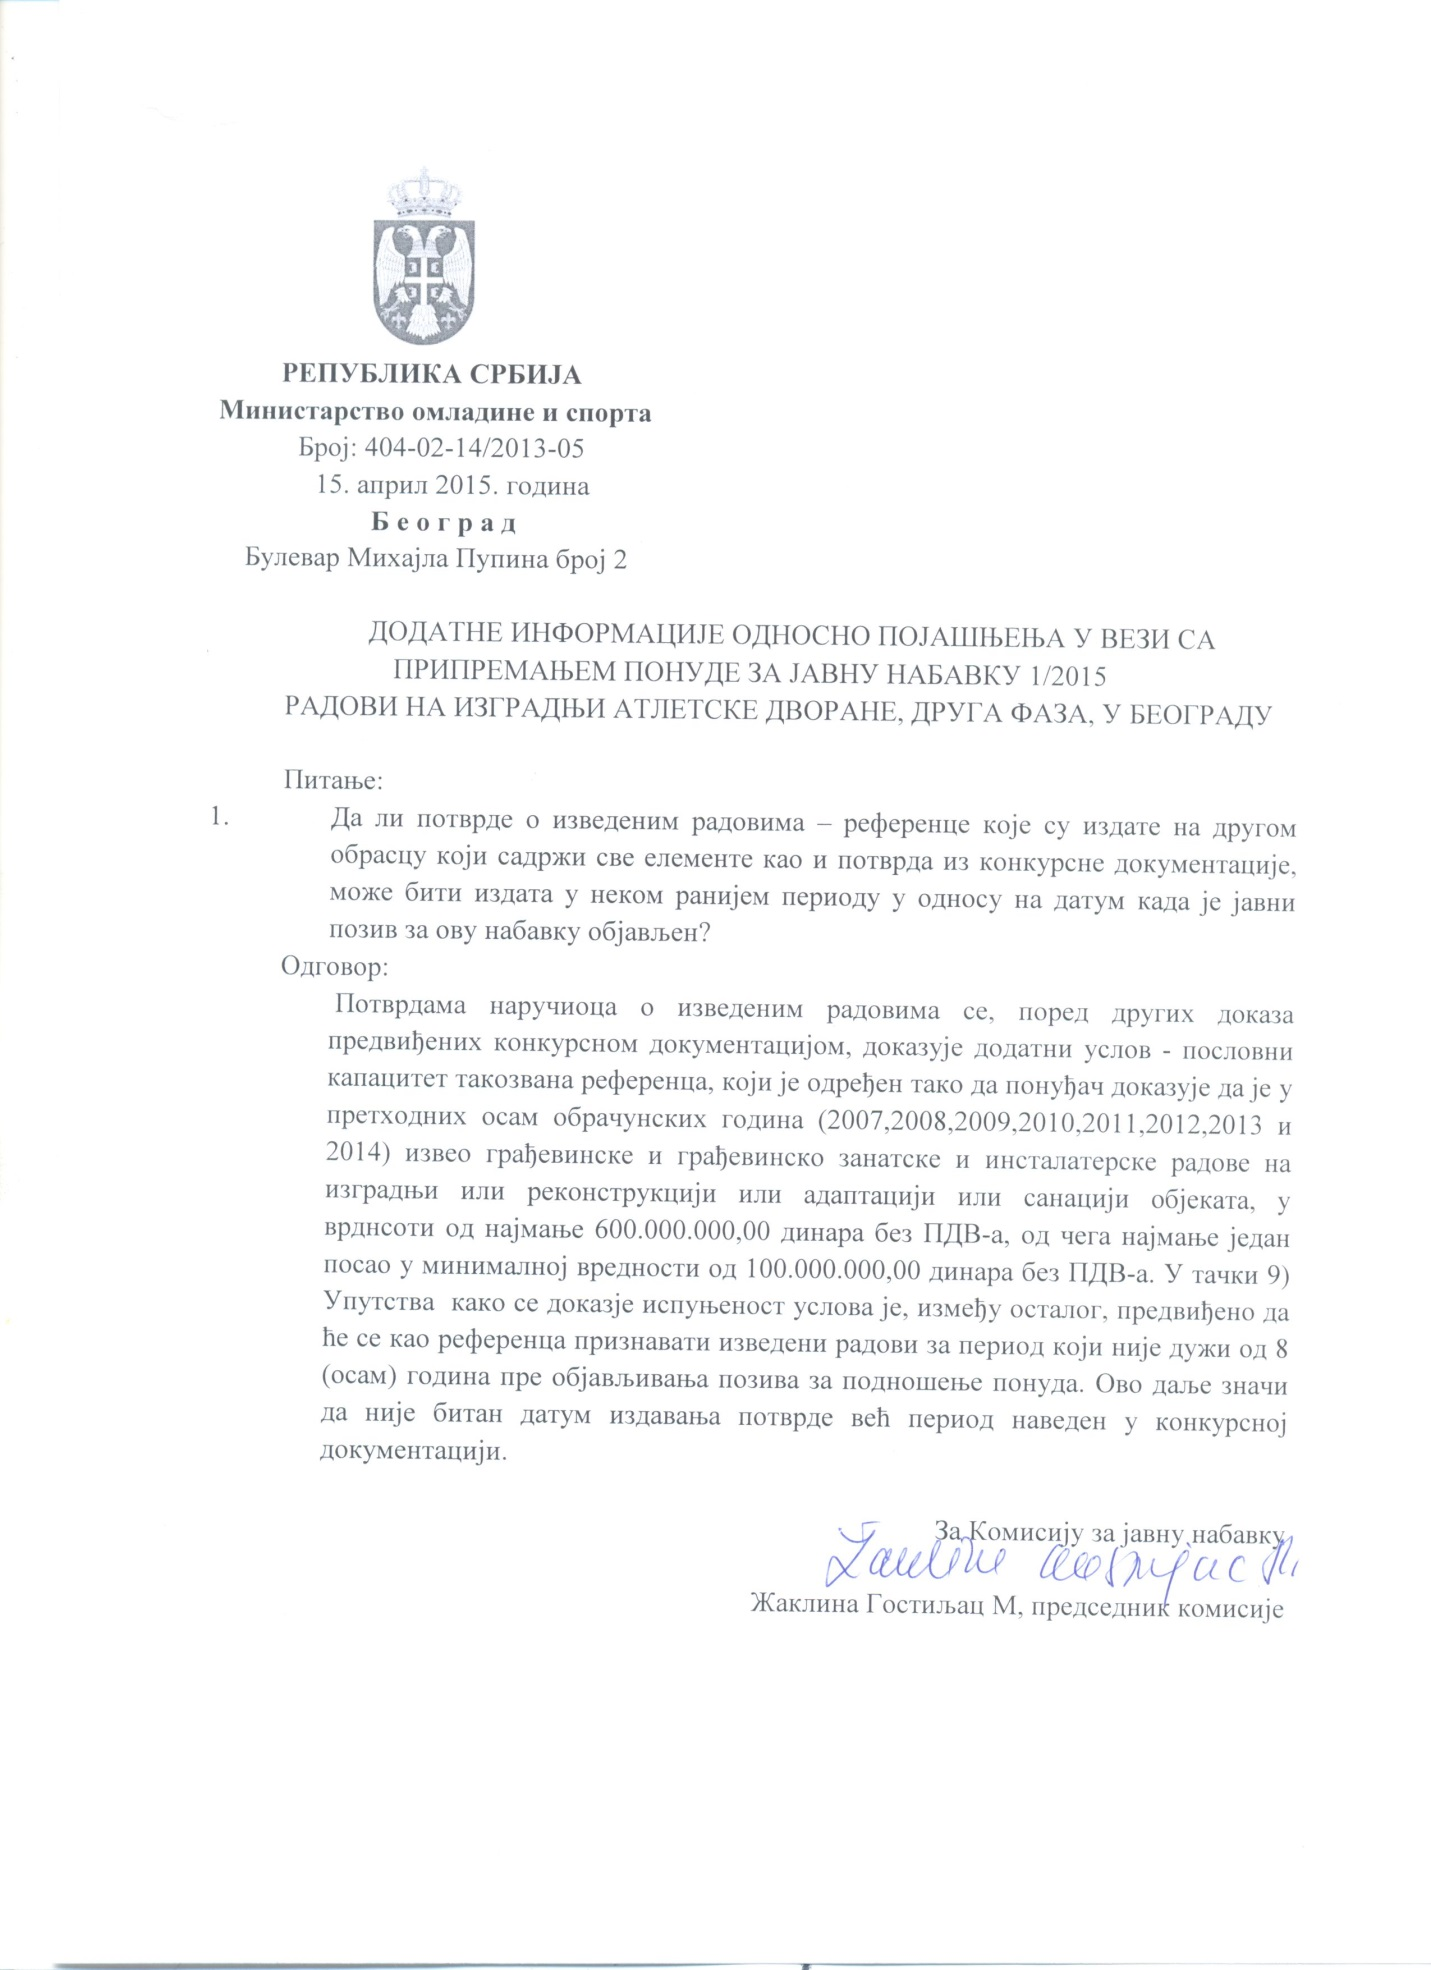 РЕПУБЛИКА СРБИЈА
Министарство омладине и спорта
Број: 404-02-14/2013-05
15. април 2015. година
Б е о г р а д
Булевар Михајла Пупина број 2
ДОДАТНЕ ИНФОРМАЦИЈЕ ОДНОСНО ПОЈАШЊЕЊА У ВЕЗИ СА
ПРИПРЕМАЊЕМ ПОНУДЕ ЗА ЈАВНУ НАБАВКУ 1/2015
РАДОВИ НА ИЗГРАДЊИ АТЛЕТСКЕ ДВОРАНЕ, ДРУГА ФАЗА, У БЕОГРАДУ
Питање:
1. Да ли потврде о изведеним радовима – референце које су издате на другом
обрасцу који садржи све елементе као и потврда из конкурсне документације,
може бити издата у неком ранијем периоду у односу на датум када је јавни
позив за ову набавку објављен?
Одговор:
Потврдама наручиоца о изведеним радовима се, поред других доказа
предвиђених конкурсном документацијом, доказује додатни услов - пословни
капацитет такозвана референца, који је одређен тако да понуђач доказује да је у
претходних осам обрачунских година (2007,2008,2009,2010,2011,2012,2013 и
2014) извео грађевинске и грађевинско занатске и инсталатерске радове на
изградњи или реконструкцији или адаптацији или санацији објеката, у
врднсоти од најмање 600.000.000,00 динара без ПДВ-а, од чега најмање један
посао у минималној вредности од 100.000.000,00 динара без ПДВ-а. У тачки 9)
Упутства како се доказје испуњеност услова је, између осталог, предвиђено да
ће се као референца признавати изведени радови за период који није дужи од 8
(осам) година пре објављивања позива за подношење понуда. Ово даље значи
да није битан датум издавања потврде већ период наведен у конкурсној
документацији.
За Комисију за јавну набавку
Жаклина Гостиљац М, председник комисије